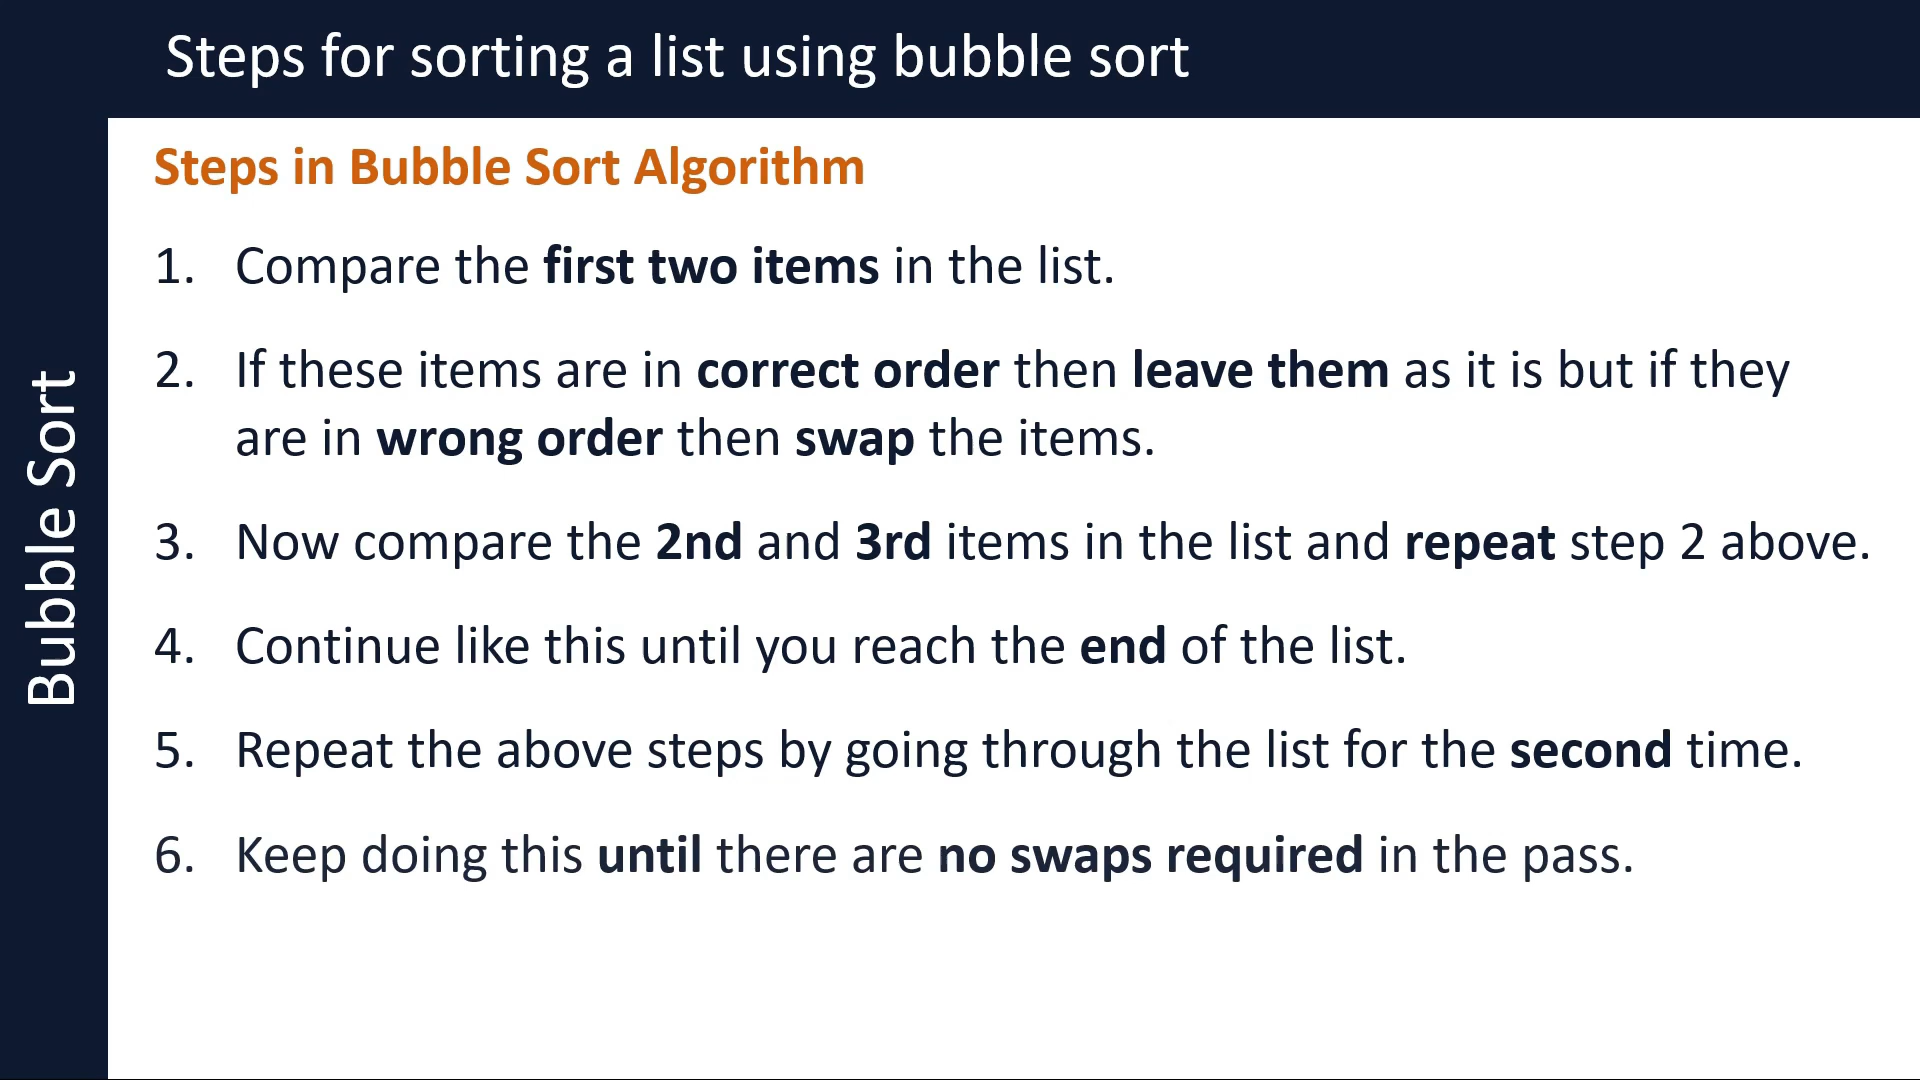 Steps for sorting a list using bubble sort
Bubble Sort
Steps in Bubble Sort Algorithm
1. Compare the first two items in the list.
2. If these items are in correct order then leave them as it is but if they
are in wrong order then swap the items.
3. Now compare the 2nd and 3rd items in the list and repeat step 2 above.
4. Continue like this until you reach the end of the list.
5. Repeat the above steps by going through the list for the second time.
6. Keep doing this until there are no swaps required in the pass.